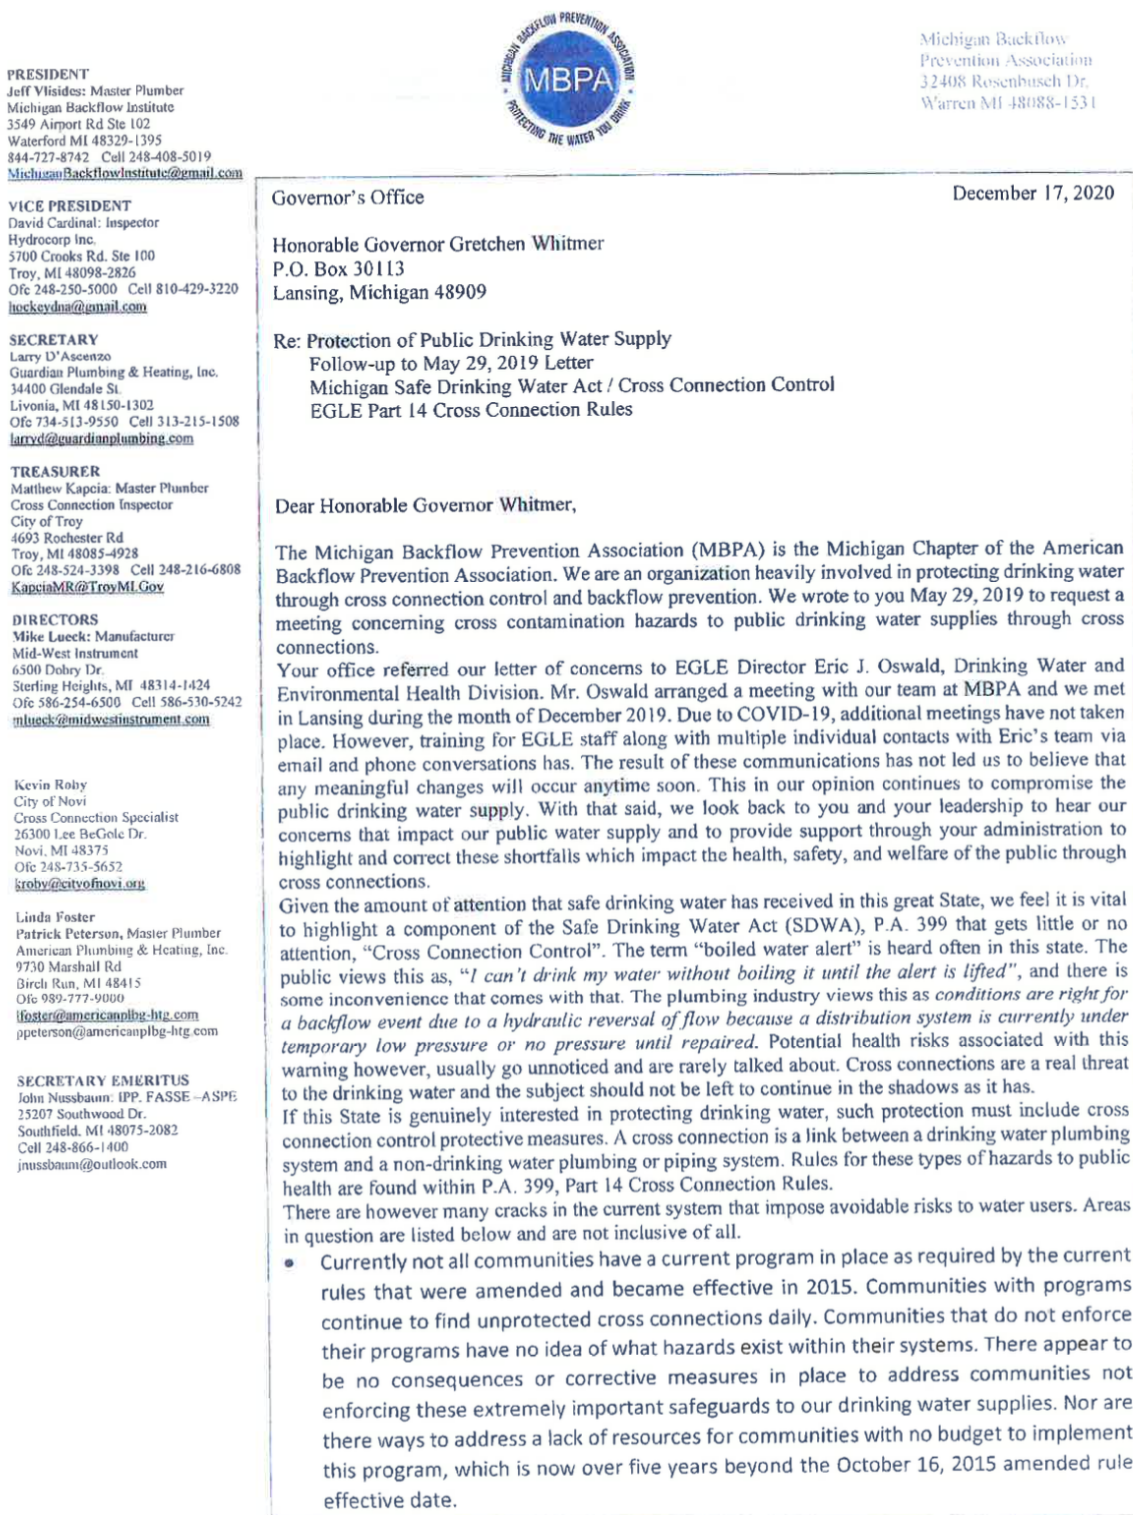 MICHIGAN BACKFLOW PREVENTION ASSOCIATION
MBPA
PROTECTING THE WATER YOU DRINK
Michigan Backflow
Prevention Association
32408 Rosenbusch Dr.
Warren MI 48088-1531
PRESIDENT
Jeff Vlisides: Master Plumber
Michigan Backflow Institute
3549 Airport Rd Ste 102
Waterford MI 48329-1395
844-727-8742 Cell 248-408-5019
MichiganBackflowInstitute@gmail.com
VICE PRESIDENT
David Cardinal: Inspector
Hydrocorp Inc.
5700 Crooks Rd. Ste 100
Troy, MI 48098-2826
Ofc 248-250-5000 Cell 810-429-3220
hockeydna@gmail.com
SECRETARY
Larry D'Ascenzo
Guardian Plumbing & Heating, Inc.
34400 Glendale St.
Livonia, MI 48150-1302
Ofc 734-513-9550 Cell 313-215-1508
larryd@guardianplumbing.com
TREASURER
Matthew Kapcia: Master Plumber
Cross Connection Inspector
City of Troy
4693 Rochester Rd
Troy, MI 48085-4928
Ofc 248-524-3398 Cell 248-216-6808
KapciaMR@TroyMI.Gov
DIRECTORS
Mike Lueck: Manufacturer
Mid-West Instrument
6500 Dobry Dr.
Sterling Heights, MI 48314-1424
Ofc 586-254-6500 Cell 586-530-5242
mlueck@midwestinstrument.com
Kevin Roby
City of Novi
Cross Connection Specialist
26300 Lee BeGole Dr.
Novi, MI 48375
Ofc 248-735-5652
kroby@cityofnovi.org
Linda Foster
Patrick Peterson, Master Plumber
American Plumbing & Heating, Inc.
9730 Marshall Rd
Birch Run, MI 48415
Ofc 989-777-9000
lfoster@americanplbg-htg.com
ppeterson@americanplbg-htg.com
SECRETARY EMERITUS
John Nussbaum: IPP. FASSE –ASPE
25207 Southwood Dr.
Southfield, MI 48075-2082
Cell 248-866-1400
jnussbaum@outlook.com
Governor's Office December 17, 2020
Honorable Governor Gretchen Whitmer
P.O. Box 30113
Lansing, Michigan 48909
Re: Protection of Public Drinking Water Supply
Follow-up to May 29, 2019 Letter
Michigan Safe Drinking Water Act / Cross Connection Control
EGLE Part 14 Cross Connection Rules
Dear Honorable Governor Whitmer,
The Michigan Backflow Prevention Association (MBPA) is the Michigan Chapter of the American
Backflow Prevention Association. We are an organization heavily involved in protecting drinking water
through cross connection control and backflow prevention. We wrote to you May 29, 2019 to request a
meeting concerning cross contamination hazards to public drinking water supplies through cross
connections.
Your office referred our letter of concerns to EGLE Director Eric J. Oswald, Drinking Water and
Environmental Health Division. Mr. Oswald arranged a meeting with our team at MBPA and we met
in Lansing during the month of December 2019. Due to COVID-19, additional meetings have not taken
place. However, training for EGLE staff along with multiple individual contacts with Eric's team via
email and phone conversations has. The result of these communications has not led us to believe that
any meaningful changes will occur anytime soon. This in our opinion continues to compromise the
public drinking water supply. With that said, we look back to you and your leadership to hear our
concerns that impact our public water supply and to provide support through your administration to
highlight and correct these shortfalls which impact the health, safety, and welfare of the public through
cross connections.
Given the amount of attention that safe drinking water has received in this great State, we feel it is vital
to highlight a component of the Safe Drinking Water Act (SDWA), P.A. 399 that gets little or no
attention, "Cross Connection Control". The term "boiled water alert" is heard often in this state. The
public views this as, "I can't drink my water without boiling it until the alert is lifted", and there is
some inconvenience that comes with that. The plumbing industry views this as conditions are right for
a backflow event due to a hydraulic reversal of flow because a distribution system is currently under
temporary low pressure or no pressure until repaired. Potential health risks associated with this
warning however, usually go unnoticed and are rarely talked about. Cross connections are a real threat
to the drinking water and the subject should not be left to continue in the shadows as it has.
If this State is genuinely interested in protecting drinking water, such protection must include cross
connection control protective measures. A cross connection is a link between a drinking water plumbing
system and a non-drinking water plumbing or piping system. Rules for these types of hazards to public
health are found within P.A. 399, Part 14 Cross Connection Rules.
There are however many cracks in the current system that impose avoidable risks to water users. Areas
in question are listed below and are not inclusive of all.
• Currently not all communities have a current program in place as required by the current
rules that were amended and became effective in 2015. Communities with programs
continue to find unprotected cross connections daily. Communities that do not enforce
their programs have no idea of what hazards exist within their systems. There appear to
be no consequences or corrective measures in place to address communities not
enforcing these extremely important safeguards to our drinking water supplies. Nor are
there ways to address a lack of resources for communities with no budget to implement
this program, which is now over five years beyond the October 16, 2015 amended rule
effective date.